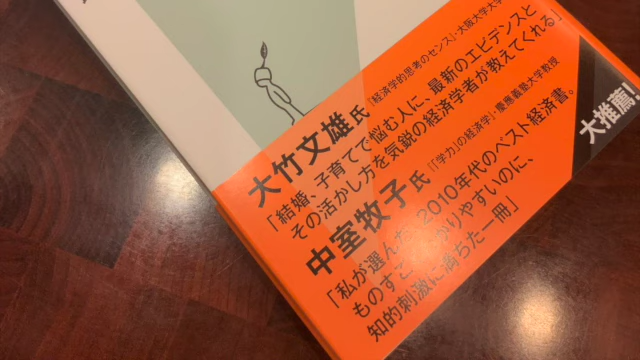 大竹文雄氏 『経済学的思考のセンス』・大阪大学大学
「結婚、子育てで悩む人に、最新のエビデンスと
その活かし方を気鋭の経済学者が教えてくれる」
中室牧子氏 『「学力」の経済学』・慶應義塾大学教授
「私が選んだ、2010年代のベスト経済書。
ものすごくわかりやすいのに、
知的刺激に満ちた一冊」
大推薦!